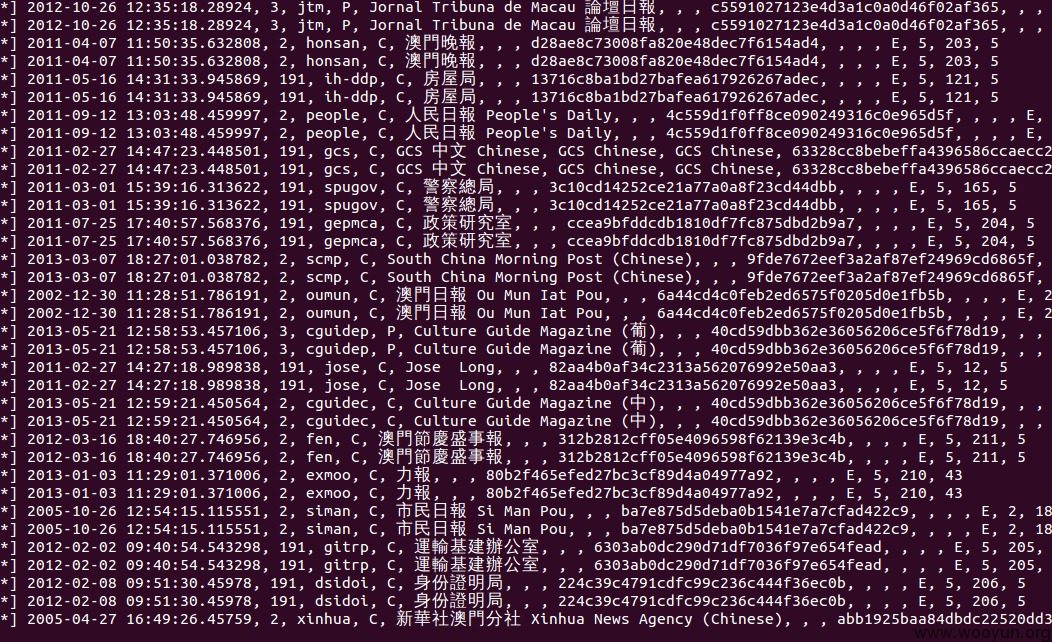 *] 2012-10-26 12:35:18.28924, 3, jtm, P, Jornal Tribuna de Macau 論壇日報, , , c5591027123e4d3a1c0a0d46f02af365, , ,
*] 2012-10-26 12:35:18.28924, 3, jtm, P, Jornal Tribuna de Macau 論壇日報, , , c5591027123e4d3a1c0a0d46f02af365, , ,
*] 2011-04-07 11:50:35.632808, 2, honsan, C, 澳門晚報, , , d28ae8c73008fa820e48dec7f6154ad4, , , , E, 5, 203, 5
*] 2011-04-07 11:50:35.632808, 2, honsan, C, 澳門晚報, , , d28ae8c73008fa820e48dec7f6154ad4, , , , E, 5, 203, 5
*] 2011-05-16 14:31:33.945869, 191, ih-ddp, C, 房屋局, , , 13716c8ba1bd27bafea617926267adec, , , , E, 5, 121, 5
*] 2011-05-16 14:31:33.945869, 191, ih-ddp, C, 房屋局, , , 13716c8ba1bd27bafea617926267adec, , , , E, 5, 121, 5
*] 2011-09-12 13:03:48.459997, 2, people, C, 人民日報 People's Daily, , , 4c559d1f0ff8ce090249316c0e965d5f, , , , E,
*] 2011-09-12 13:03:48.459997, 2, people, C, 人民日報 People's Daily, , , 4c559d1f0ff8ce090249316c0e965d5f, , , , E,
*] 2011-02-27 14:47:23.448501, 191, gcs, C, GCS 中文 Chinese, GCS Chinese, GCS Chinese, 63328cc8bebeffa4396586ccaecc2
*] 2011-02-27 14:47:23.448501, 191, gcs, C, GCS 中文 Chinese, GCS Chinese, GCS Chinese, 63328cc8bebeffa4396586ccaecc2
*] 2011-03-01 15:39:16.313622, 191, spugov, C, 警察總局, , , 3c10cd14252ce21a77a0a8f23cd44dbb, , , , E, 5, 165, 5
*] 2011-03-01 15:39:16.313622, 191, spugov, C, 警察總局, , , 3c10cd14252ce21a77a0a8f23cd44dbb, , , , E, 5, 165, 5
*] 2011-07-25 17:40:57.568376, 191, gepmca, C, 政策研究室, , , ccea9bfddcdb1810df7fc875dbd2b9a7, , , , E, 5, 204, 5
*] 2011-07-25 17:40:57.568376, 191, gepmca, C, 政策研究室, , , ccea9bfddcdb1810df7fc875dbd2b9a7, , , , E, 5, 204, 5
*] 2013-03-07 18:27:01.038782, 2, scmp, C, South China Morning Post (Chinese), , , 9fde7672eef3a2af87ef24969cd6865f,
*] 2013-03-07 18:27:01.038782, 2, scmp, C, South China Morning Post (Chinese), , , 9fde7672eef3a2af87ef24969cd6865f,
*] 2002-12-30 11:28:51.786191, 2, oumun, C, 澳門日報 Ou Mun Iat Pou, , , 6a44cd4c0feb2ed6575f0205d0e1fb5b, , , , E, 2
*] 2002-12-30 11:28:51.786191, 2, oumun, C, 澳門日報 Ou Mun Iat Pou, , , 6a44cd4c0feb2ed6575f0205d0e1fb5b, , , , E, 2
*] 2013-05-21 12:58:53.457106, 3, cguidep, P, Culture Guide Magazine (葡), , , 40cd59dbb362e36056206ce5f6f78d19, , ,
*] 2013-05-21 12:58:53.457106, 3, cguidep, P, Culture Guide Magazine (葡), , , 40cd59dbb362e36056206ce5f6f78d19, , ,
*] 2011-02-27 14:27:18.989838, 191, jose, C, Jose  Long, , , 82aa4b0af34c2313a562076992e50aa3, , , , E, 5, 12, 5
*] 2011-02-27 14:27:18.989838, 191, jose, C, Jose  Long, , , 82aa4b0af34c2313a562076992e50aa3, , , , E, 5, 12, 5
*] 2013-05-21 12:59:21.450564, 2, cguidec, C, Culture Guide Magazine (中), , , 40cd59dbb362e36056206ce5f6f78d19, , ,
*] 2013-05-21 12:59:21.450564, 2, cguidec, C, Culture Guide Magazine (中), , , 40cd59dbb362e36056206ce5f6f78d19, , ,
*] 2012-03-16 18:40:27.746956, 2, fen, C, 澳門節慶盛事報, , , 312b2812cff05e4096598f62139e3c4b, , , , E, 5, 211, 5
*] 2012-03-16 18:40:27.746956, 2, fen, C, 澳門節慶盛事報, , , 312b2812cff05e4096598f62139e3c4b, , , , E, 5, 211, 5
*] 2013-01-03 11:29:01.371006, 2, exmoo, C, 力報, , , 80b2f465efed27bc3cf89d4a04977a92, , , , E, 5, 210, 43
*] 2013-01-03 11:29:01.371006, 2, exmoo, C, 力報, , , 80b2f465efed27bc3cf89d4a04977a92, , , , E, 5, 210, 43
*] 2005-10-26 12:54:15.115551, 2, siman, C, 市民日報 Si Man Pou, , , ba7e875d5deba0b1541e7a7cfad422c9, , , , E, 2, 18
*] 2005-10-26 12:54:15.115551, 2, siman, C, 市民日報 Si Man Pou, , , ba7e875d5deba0b1541e7a7cfad422c9, , , , E, 2, 18
*] 2012-02-02 09:40:54.543298, 191, gitrp, C, 運輸基建辦公室, , , 6303ab0dc290d71df7036f97e654fead, , , , E, 5, 205,
*] 2012-02-02 09:40:54.543298, 191, gitrp, C, 運輸基建辦公室, , , 6303ab0dc290d71df7036f97e654fead, , , , E, 5, 205,
*] 2012-02-08 09:51:30.45978, 191, dsidoi, C, 身份證明局, , , 224c39c4791dfc99c236c444f36ec0b, , , , E, 5, 206, 5
*] 2012-02-08 09:51:30.45978, 191, dsidoi, C, 身份證明局, , , 224c39c4791dfc99c236c444f36ec0b, , , , E, 5, 206, 5
*] 2005-04-27 16:49:26.45759, 2, xinhua, C, 新華社澳門分社 Xinhua News Agency (Chinese), , , abb1925baa84dbdc22520dd3
www.wooyun.org